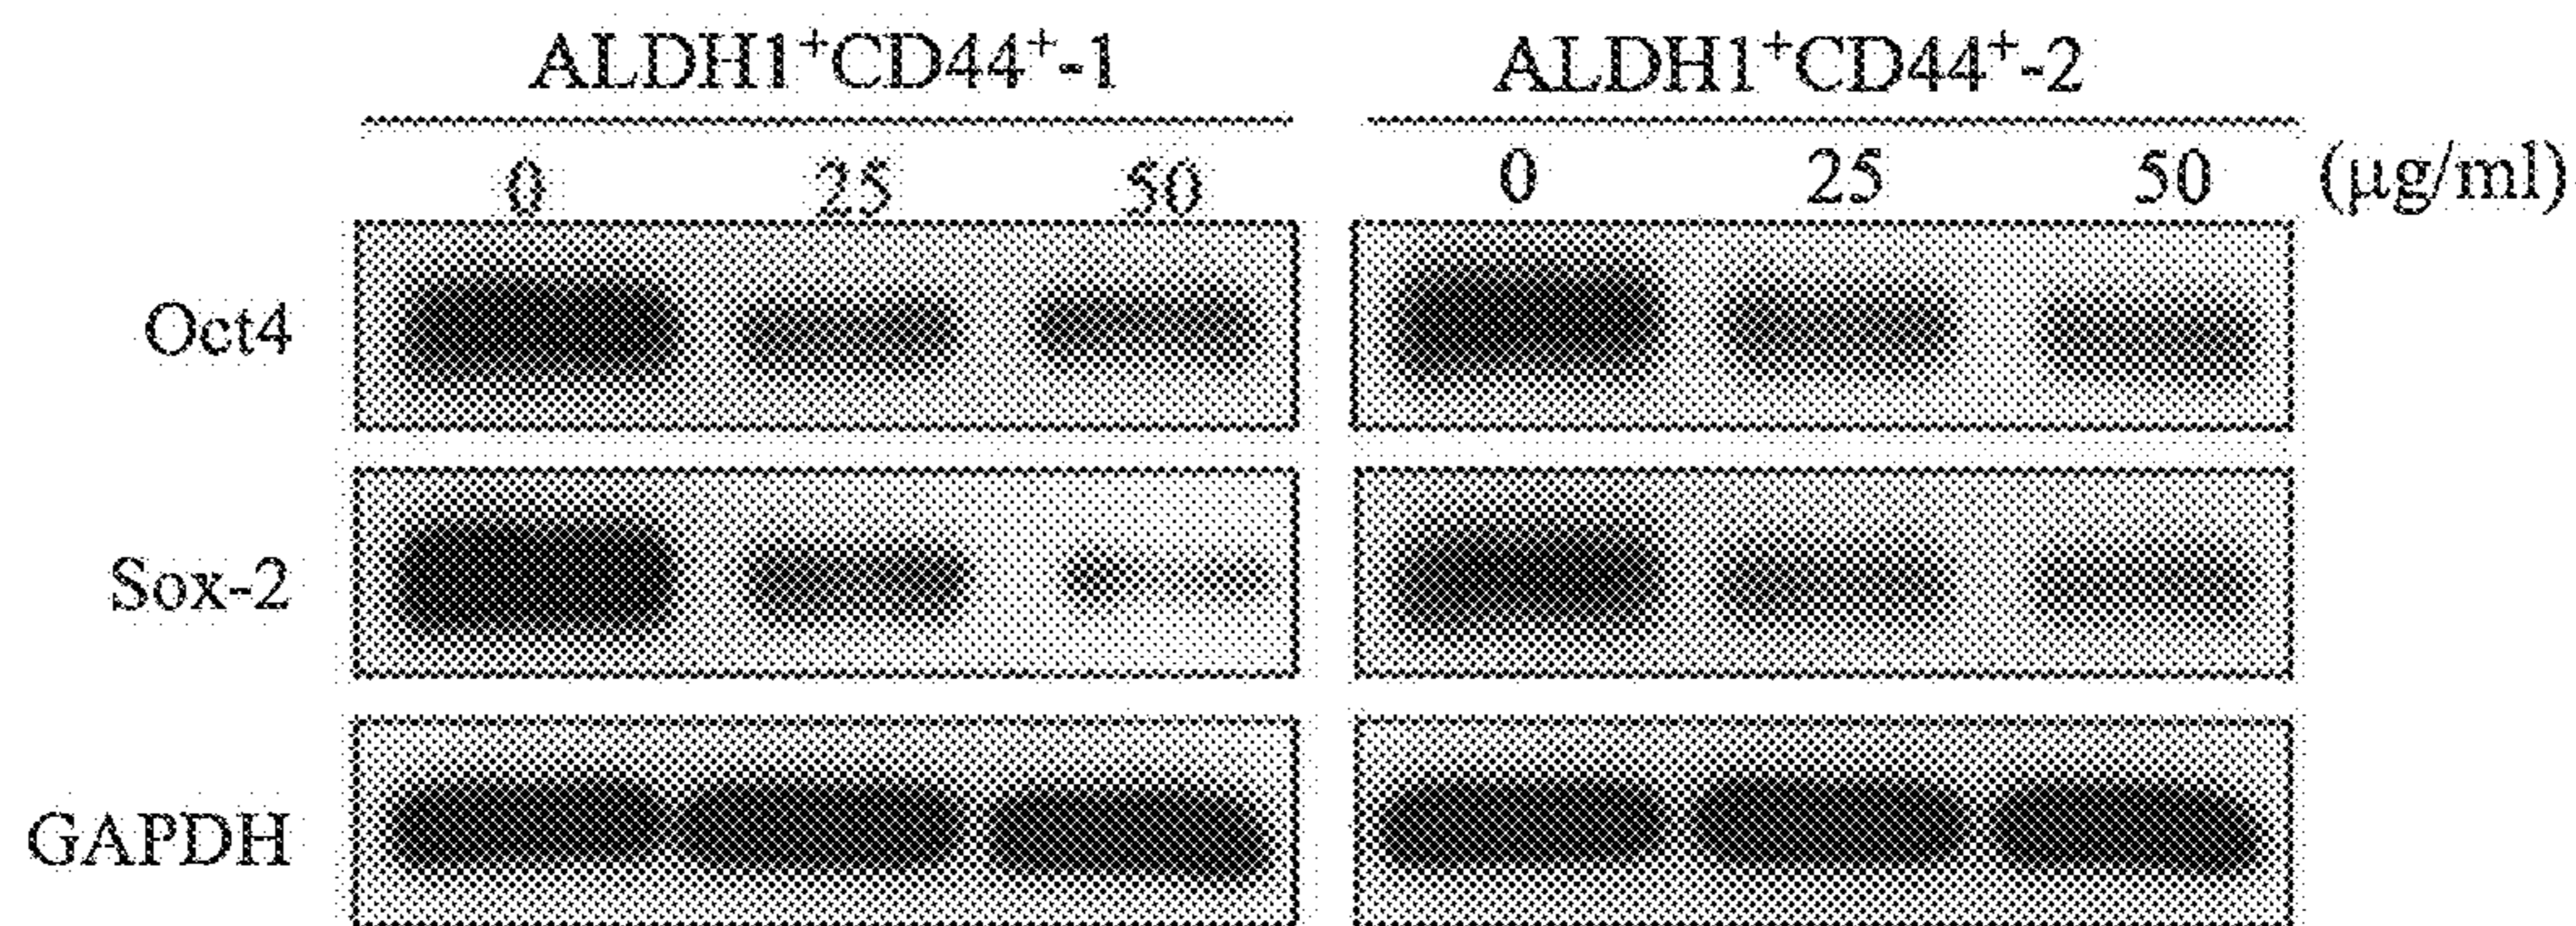 ALDH1⁺CD44⁺-1 ALDH1⁺CD44⁺-2
0 25 50 0 25 50 (μg/ml)
Oct4
Sox-2
GAPDH